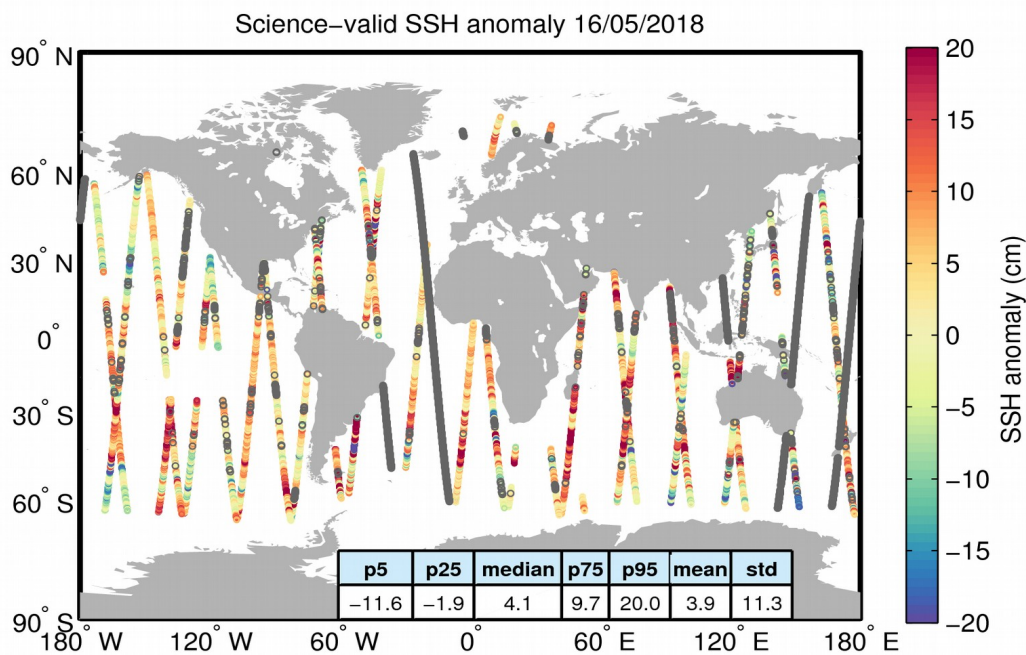 Science−valid SSH anomaly 16/05/2018
90° N
60° N
30° N
0°
30° S
60° S
90° S
180° W
120° W
60° W
0°
60° E
120° E
180° E
p5 p25 median p75 p95 mean std
−11.6 −1.9 4.1 9.7 20.0 3.9 11.3
20
15
10
5
0
−5
−10
−15
−20
SSH anomaly (cm)